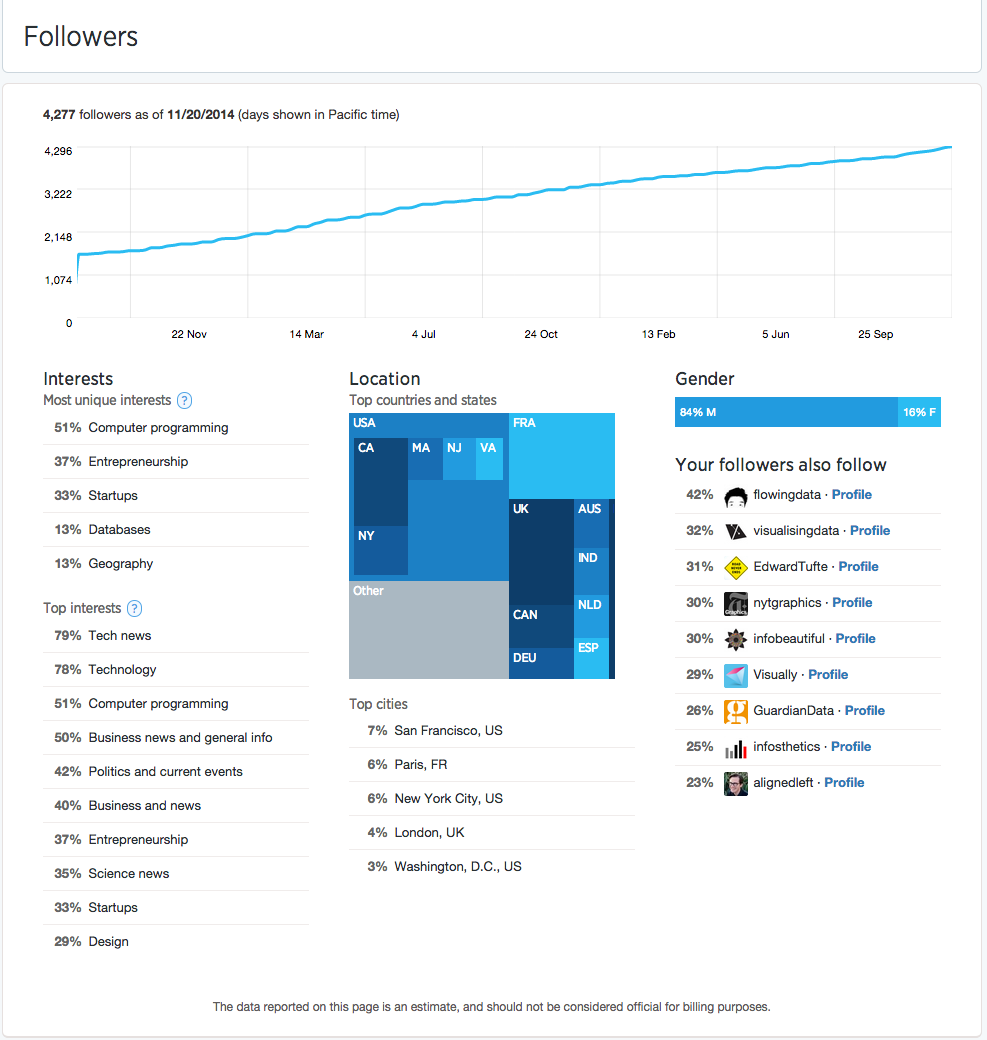 Followers
4,277 followers as of 11/20/2014 (days shown in Pacific time)
4,296
3,222
2,148
1,074
0
22 Nov
14 Mar
4 Jul
24 Oct
13 Feb
5 Jun
25 Sep
Interests
Most unique interests ?
51% Computer programming
37% Entrepreneurship
33% Startups
13% Databases
13% Geography
Top interests ?
79% Tech news
78% Technology
51% Computer programming
50% Business news and general info
42% Politics and current events
40% Business and news
37% Entrepreneurship
35% Science news
33% Startups
29% Design
Location
Top countries and states
USA
CA
MA
NJ
VA
NY
Other
FRA
UK
AUS
IND
NLD
CAN
ESP
DEU
Top cities
7% San Francisco, US
6% Paris, FR
6% New York City, US
4% London, UK
3% Washington, D.C., US
Gender
84% M
16% F
Your followers also follow
42% flowingdata · Profile
32% visualisingdata · Profile
31% EdwardTufte · Profile
30% nytgraphics · Profile
Graphics
30% infobeautiful · Profile
29% Visually · Profile
26% GuardianData · Profile
25% infosthetics · Profile
23% alignedleft · Profile
The data reported on this page is an estimate, and should not be considered official for billing purposes.